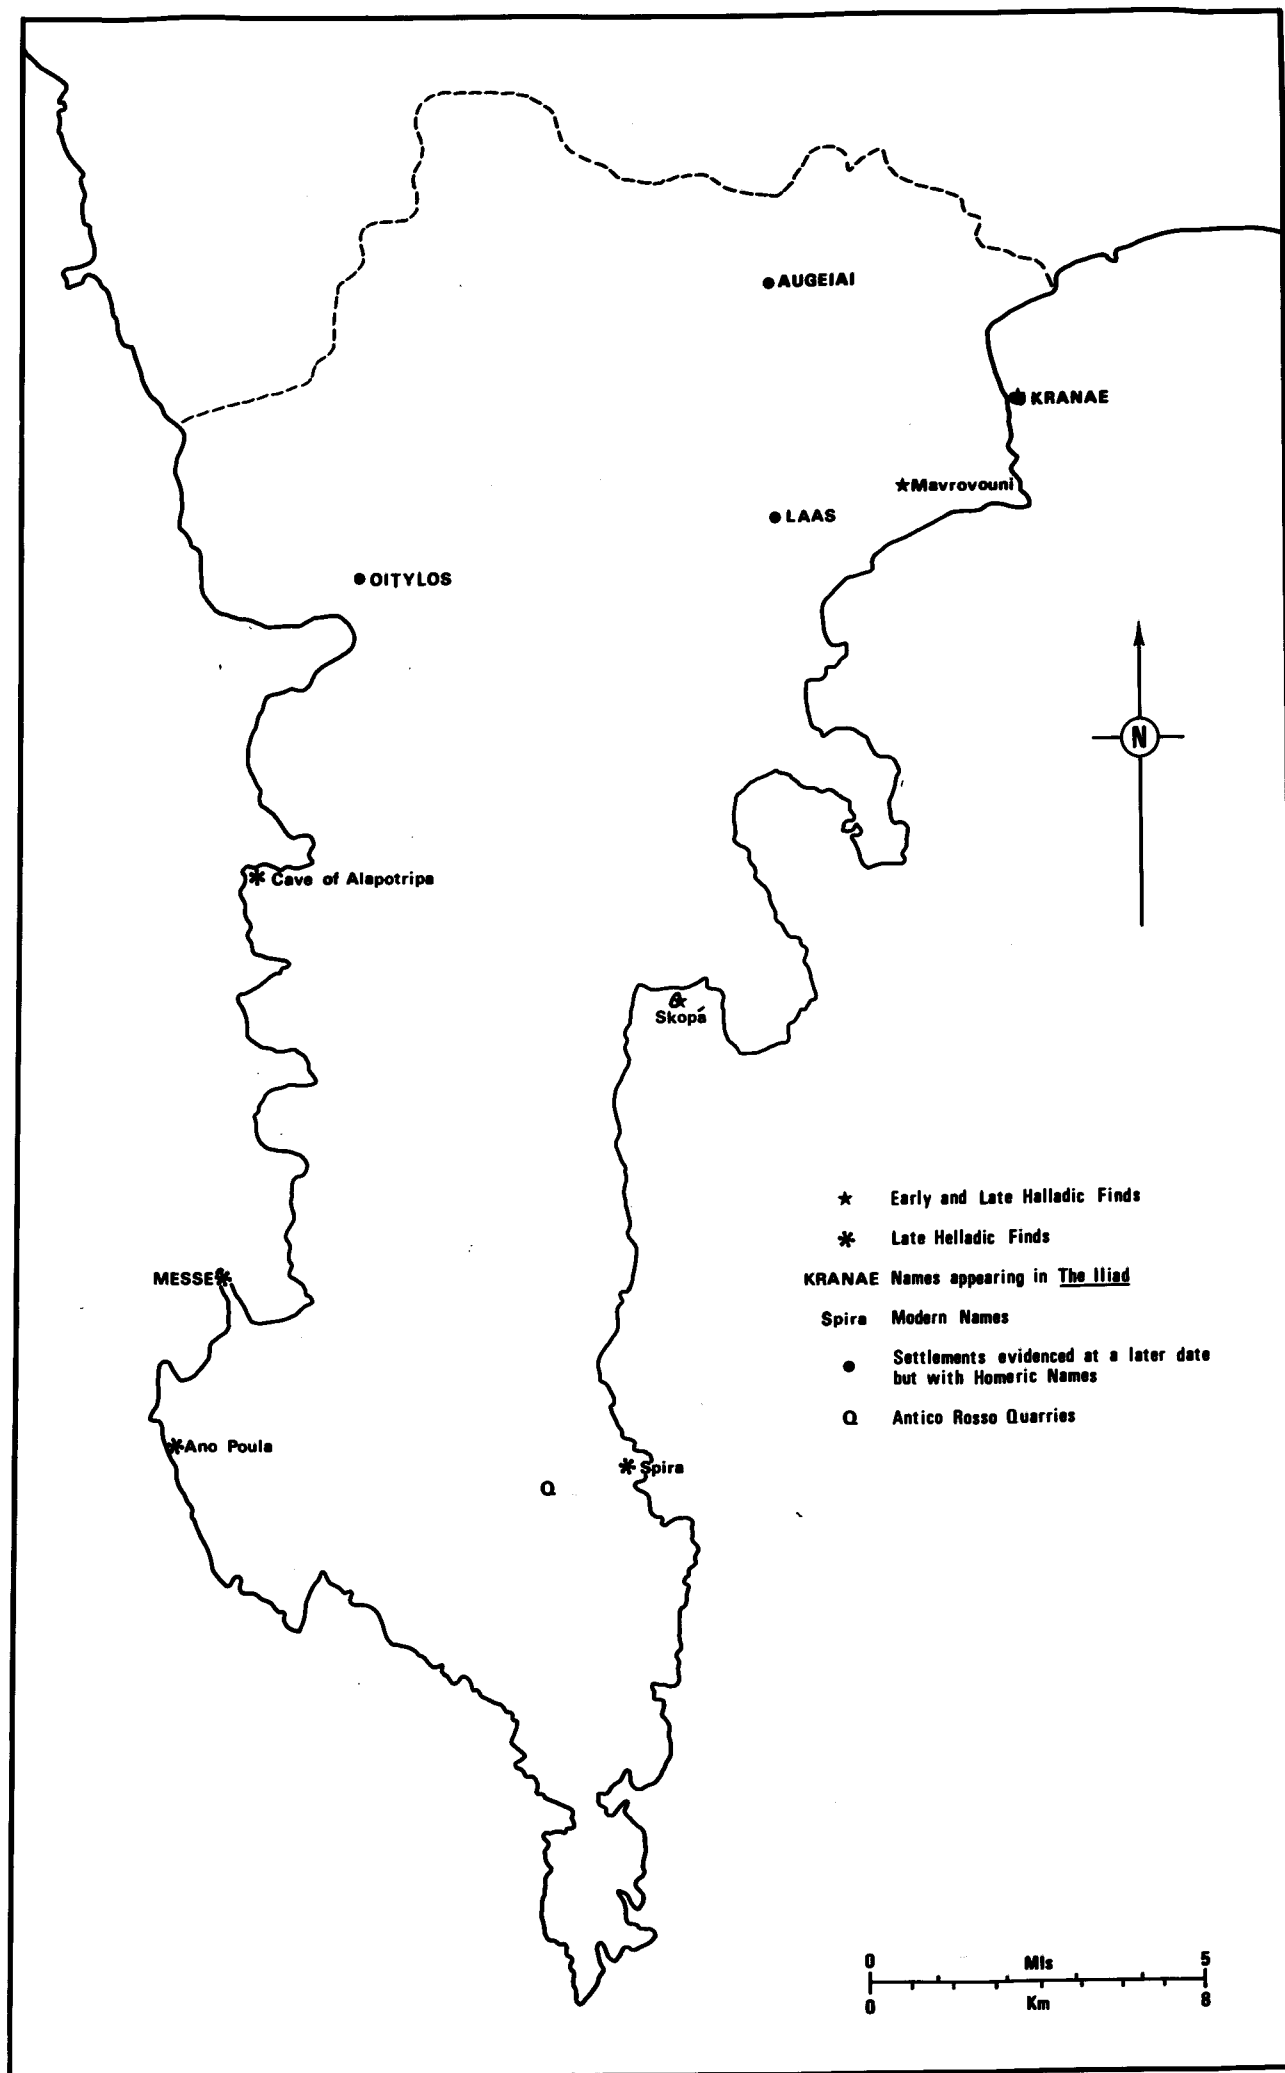 AUGEIAI
KRANAE
Mavrovouni
LAAS
OITYLOS
N
Cave of Alapotripa
Skopá
Early and Late Halladic Finds
Late Helladic Finds
MESSE
KRANAE Names appearing in The Iliad
Spira Modern Names
Settlements evidenced at a later date
but with Homeric Names
Q Antico Rosso Quarries
Ano Poula
Spira
Q
0 Mls 5
0 Km 8